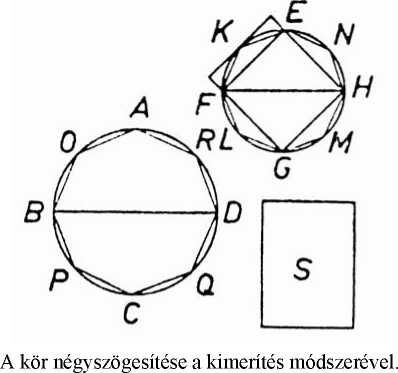 K E N
F H
R L G M
A
O
B D
P C Q
S
A kör négyszögesítése a kimerítés módszerével.